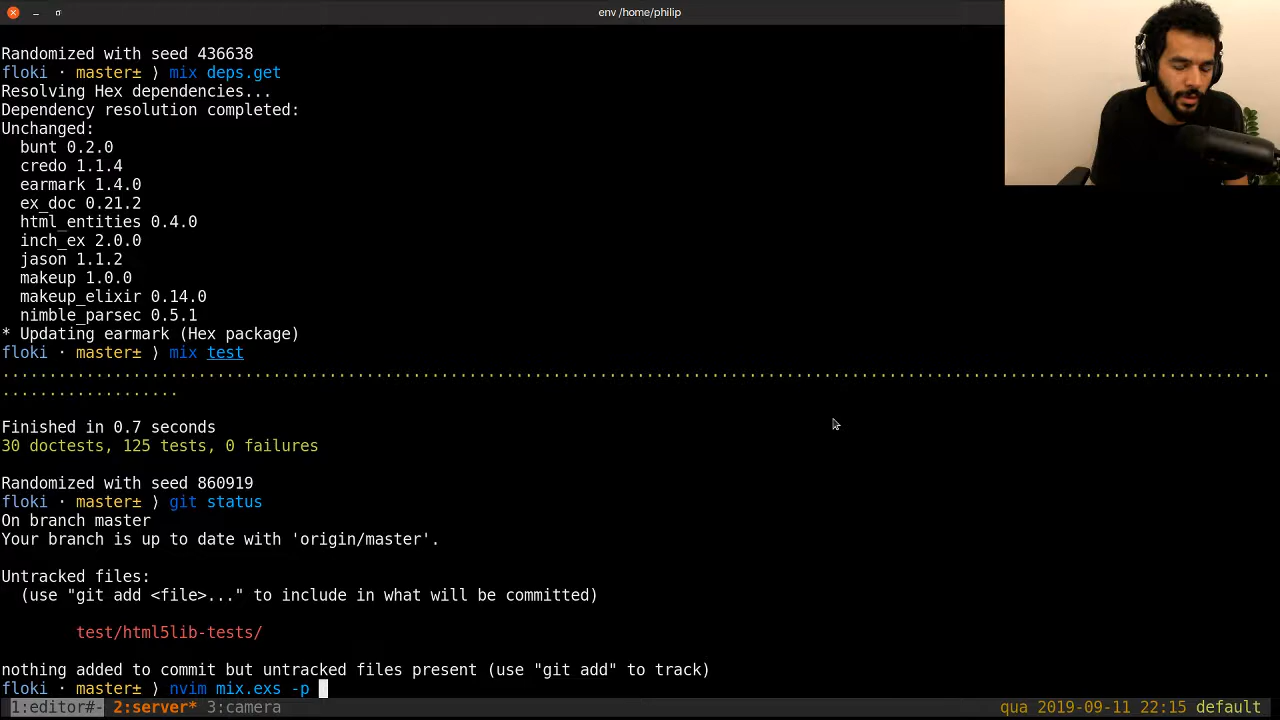 env /home/philip
Randomized with seed 436638
floki · master± ⟩ mix deps.get
Resolving Hex dependencies...
Dependency resolution completed:
Unchanged:
  bunt 0.2.0
  credo 1.1.4
  earmark 1.4.0
  ex_doc 0.21.2
  html_entities 0.4.0
  inch_ex 2.0.0
  jason 1.1.2
  makeup 1.0.0
  makeup_elixir 0.14.0
  nimble_parsec 0.5.1
* Updating earmark (Hex package)
floki · master± ⟩ mix test
........................................................................................................................................
...................
Finished in 0.7 seconds
30 doctests, 125 tests, 0 failures
Randomized with seed 860919
floki · master± ⟩ git status
On branch master
Your branch is up to date with 'origin/master'.
Untracked files:
  (use "git add <file>..." to include in what will be committed)
        test/html5lib-tests/
nothing added to commit but untracked files present (use "git add" to track)
floki · master± ⟩ nvim mix.exs -p
1:editor#- 2:server* 3:camera qua 2019-09-11 22:15 default